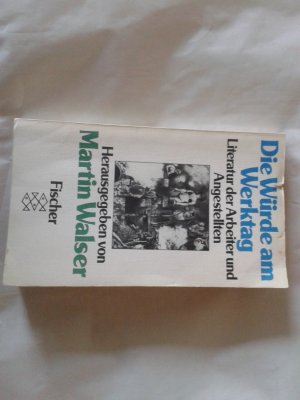 Die Würde am
Werktag
Literatur der Arbeiter und
Angestellten
Herausgegeben von
Martin Walser
Fischer